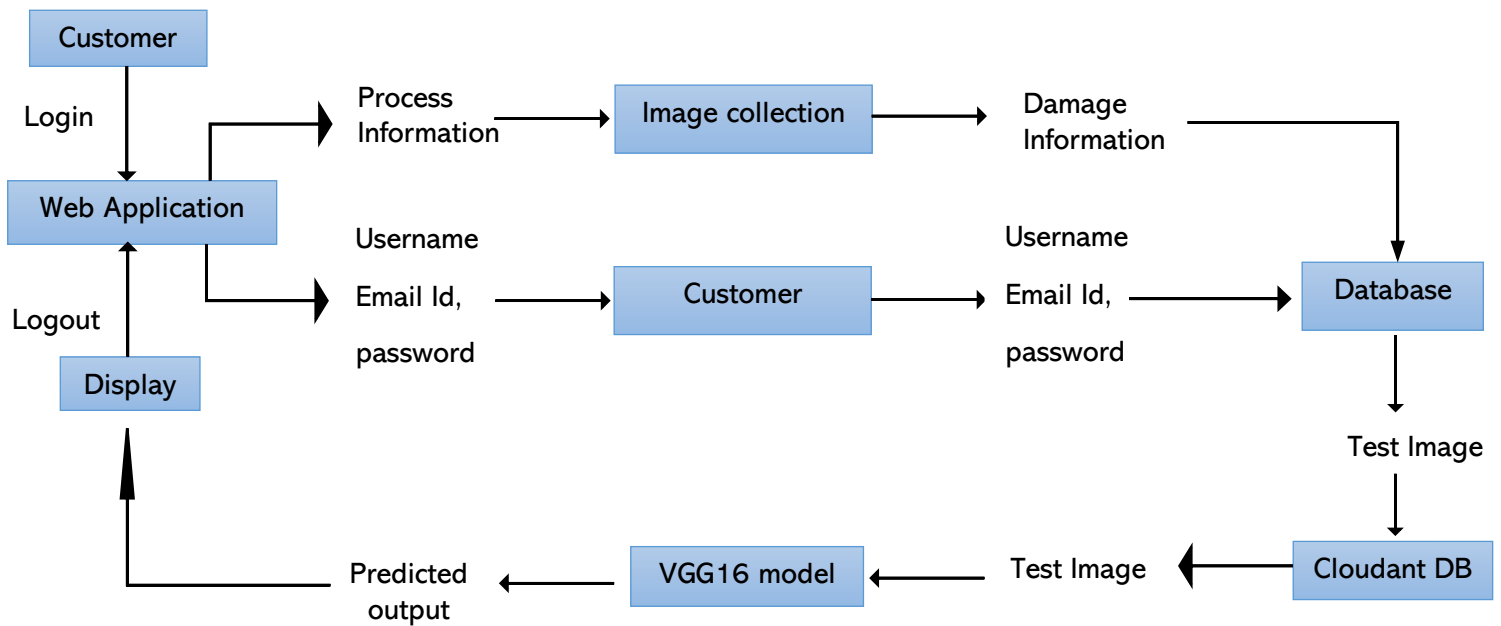 Customer
Login
Process
Information
Image collection
Damage
Information
Web Application
Username
Email Id,
password
Customer
Username
Email Id,
password
Database
Logout
Display
Test Image
Cloudant DB
Test Image
VGG16 model
Predicted
output